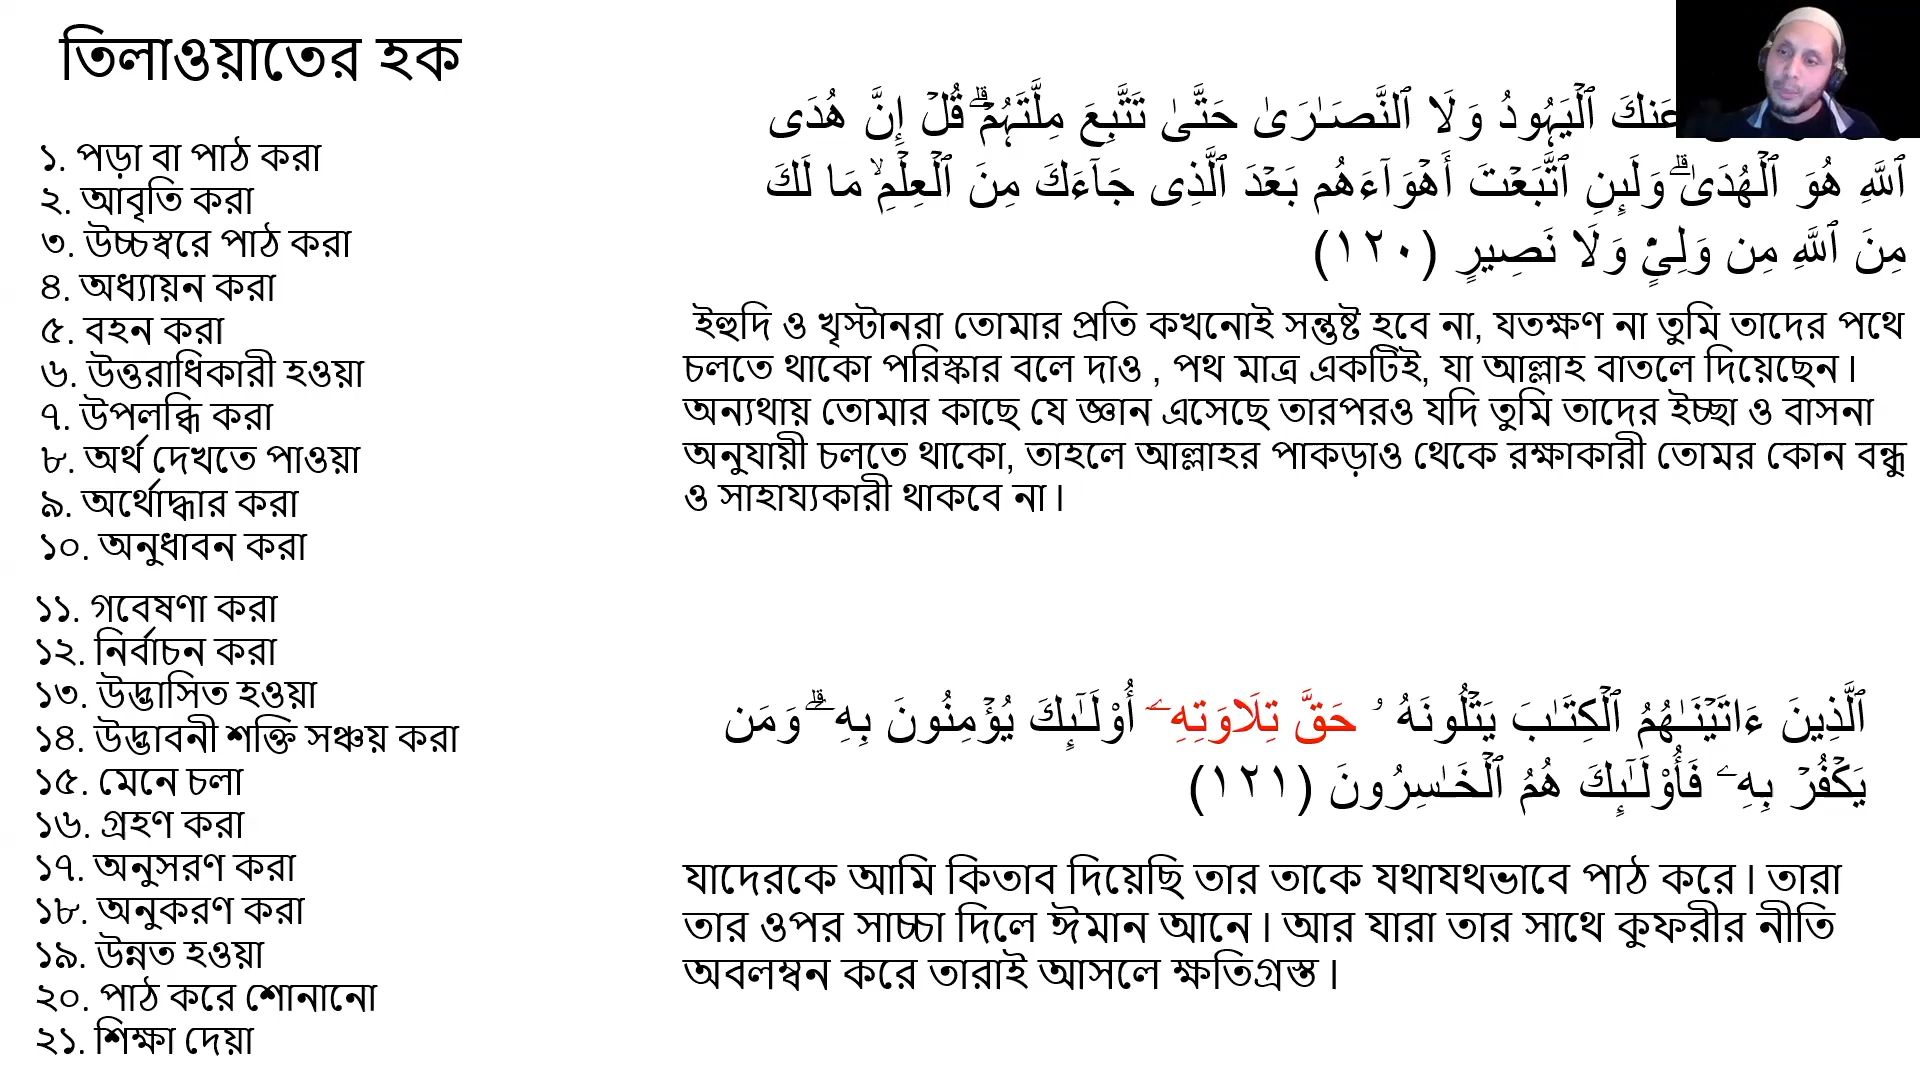 তিলাওয়াতের হক
১. পড়া বা পাঠ করা
২. আবৃতি করা
৩. উচ্চস্বরে পাঠ করা
৪. অধ্যায়ন করা
৫. বহন করা
৬. উত্তরাধিকারী হওয়া
৭. উপলব্ধি করা
৮. অর্থ দেখতে পাওয়া
৯. অর্থোদ্ধার করা
১০. অনুধাবন করা
১১. গবেষণা করা
১২. নির্বাচন করা
১৩. উদ্ভাসিত হওয়া
১৪. উদ্ভাবনী শক্তি সঞ্চয় করা
১৫. মেনে চলা
১৬. গ্রহণ করা
১৭. অনুসরণ করা
১৮. অনুকরণ করা
১৯. উন্নত হওয়া
২০. পাঠ করে শোনানো
২১. শিক্ষা দেয়া
عَنكَ ٱلۡيَہُودُ وَلَا ٱلنَّصَـٰرَىٰ حَتَّىٰ تَتَّبِعَ مِلَّتَہُمۡ‌ۗ قُلۡ إِنَّ هُدَى
ٱللَّهِ هُوَ ٱلۡهُدَىٰ‌ۗ وَلَٮِٕنِ ٱتَّبَعۡتَ أَهۡوَآءَهُم بَعۡدَ ٱلَّذِى جَآءَكَ مِنَ ٱلۡعِلۡمِ‌ۙ مَا لَكَ
مِنَ ٱللَّهِ مِن وَلِىٍّ۬ وَلَا نَصِيرٍ (١٢٠)
ইহুদি ও খৃস্টানরা তোমার প্রতি কখনোই সন্তুষ্ট হবে না, যতক্ষণ না তুমি তাদের পথে
চলতে থাকো পরিস্কার বলে দাও , পথ মাত্র একটিই, যা আল্লাহ বাতলে দিয়েছেন।
অন্যথায় তোমার কাছে যে জ্ঞান এসেছে তারপরও যদি তুমি তাদের ইচ্ছা ও বাসনা
অনুযায়ী চলতে থাকো, তাহলে আল্লাহর পাকড়াও থেকে রক্ষাকারী তোমর কোন বন্ধু
ও সাহায্যকারী থাকবে না।
ٱلَّذِينَ ءَاتَيۡنَـٰهُمُ ٱلۡكِتَـٰبَ يَتۡلُونَهُ ۥ حَقَّ تِلَاوَتِهِۦۤ أُوْلَـٰٓٮِٕكَ يُؤۡمِنُونَ بِهِۦ‌ۗ وَمَن
يَكۡفُرۡ بِهِۦ فَأُوْلَـٰٓٮِٕكَ هُمُ ٱلۡخَـٰسِرُونَ (١٢١)
যাদেরকে আমি কিতাব দিয়েছি তার তাকে যথাযথভাবে পাঠ করে। তারা
তার ওপর সাচ্চা দিলে ঈমান আনে। আর যারা তার সাথে কুফরীর নীতি
অবলম্বন করে তারাই আসলে ক্ষতিগ্রস্ত।